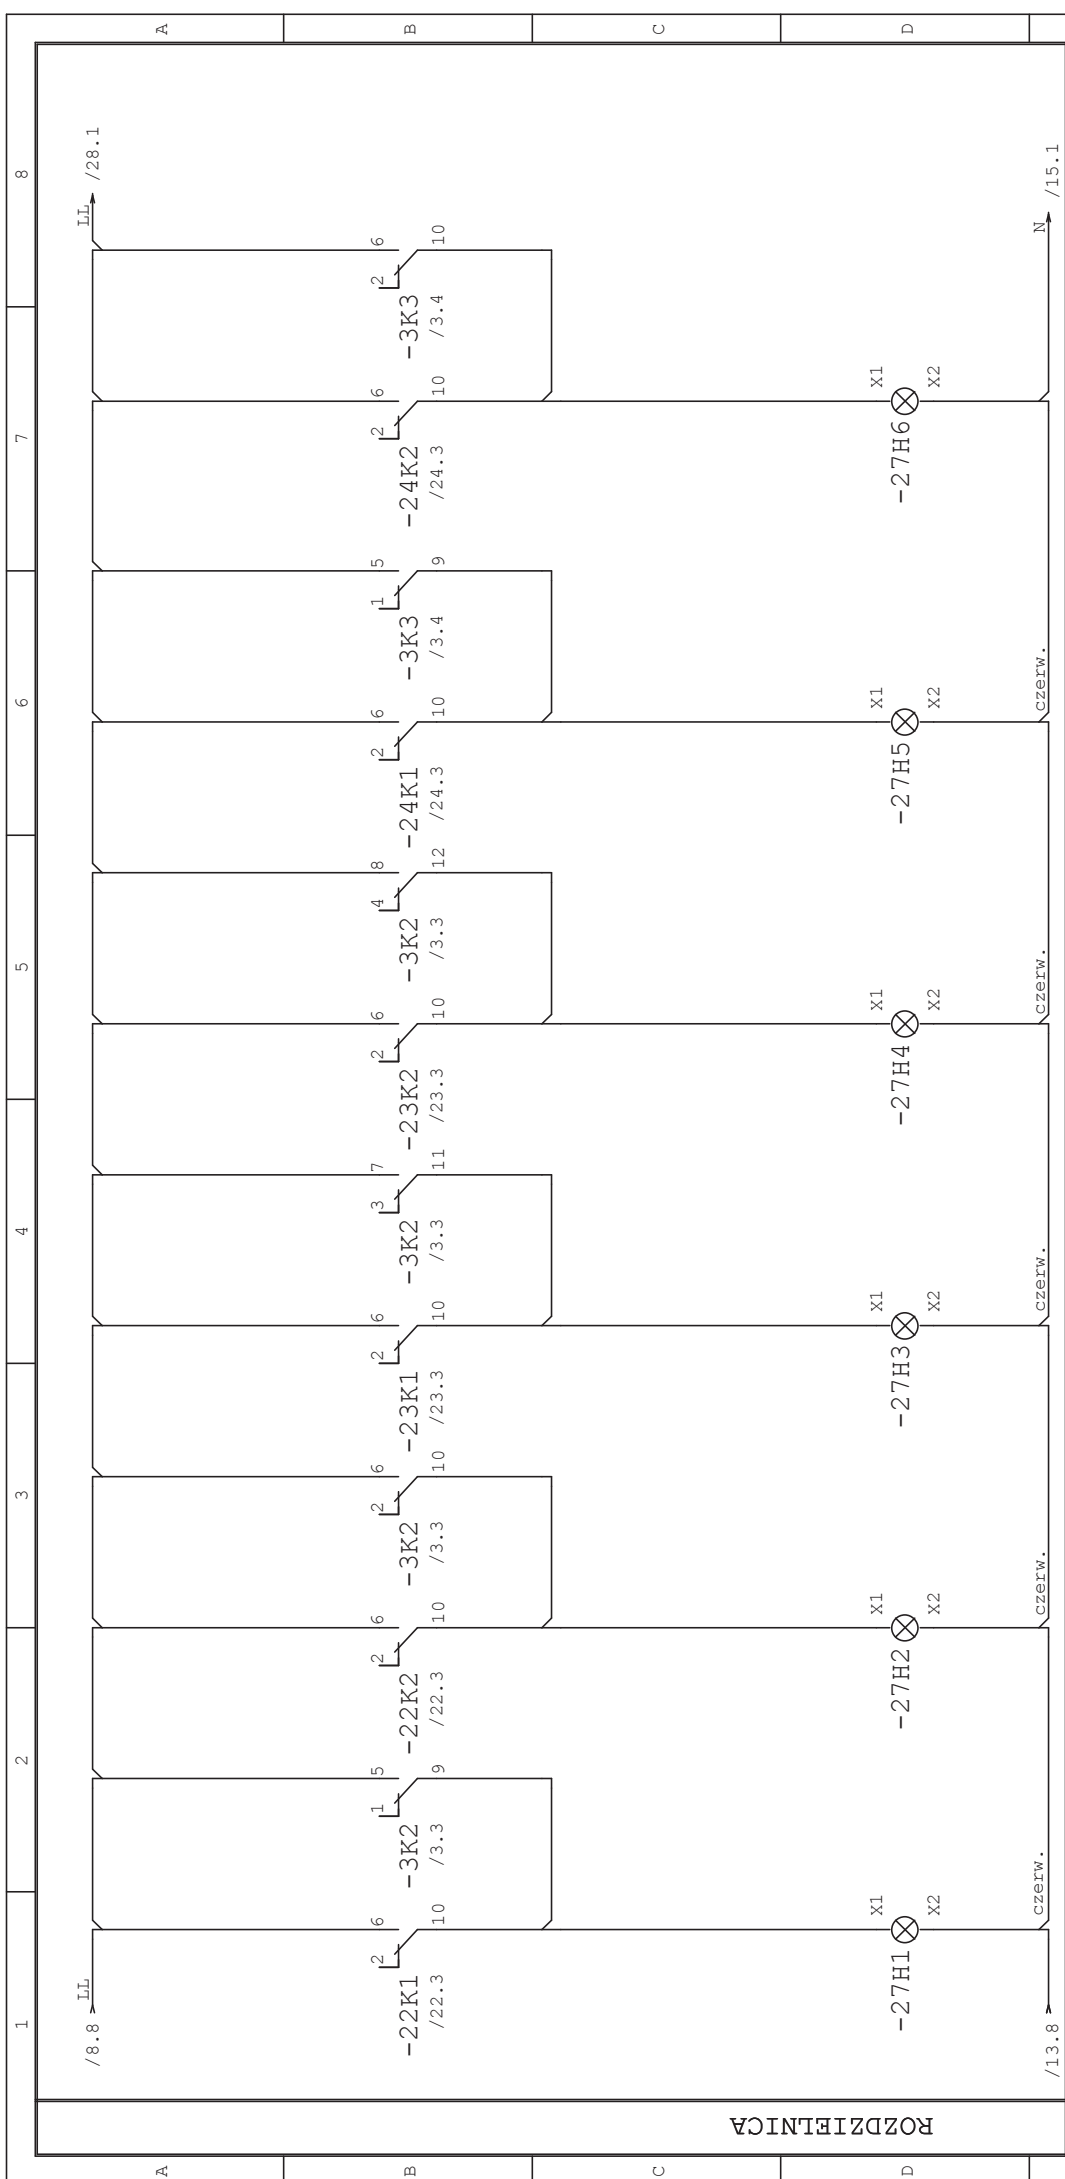 1 2 3 4 5 6 7 8
A A
B B
C C
D D
/8.8 LL LL /28.1
2 6 1 5 2 6 2 6 2 6 3 7 2 6 4 8 2 6 1 5 2 6 2 6
-22K1 -3K2 -22K2 -3K2 -23K1 -3K2 -23K2 -3K2 -24K1 -3K3 -24K2 -3K3
/22.3 10 /3.3 9 /22.3 10 /3.3 10 /23.3 10 /3.3 11 /23.3 10 /3.3 12 /24.3 10 /3.4 9 /24.3 10 /3.4 10
X1 X1 X1 X1 X1 X1
-27H1 -27H2 -27H3 -27H4 -27H5 -27H6
X2 X2 X2 X2 X2 X2
czerw. czerw. czerw. czerw. czerw.
/13.8 N /15.1
ROZDZIELNICA